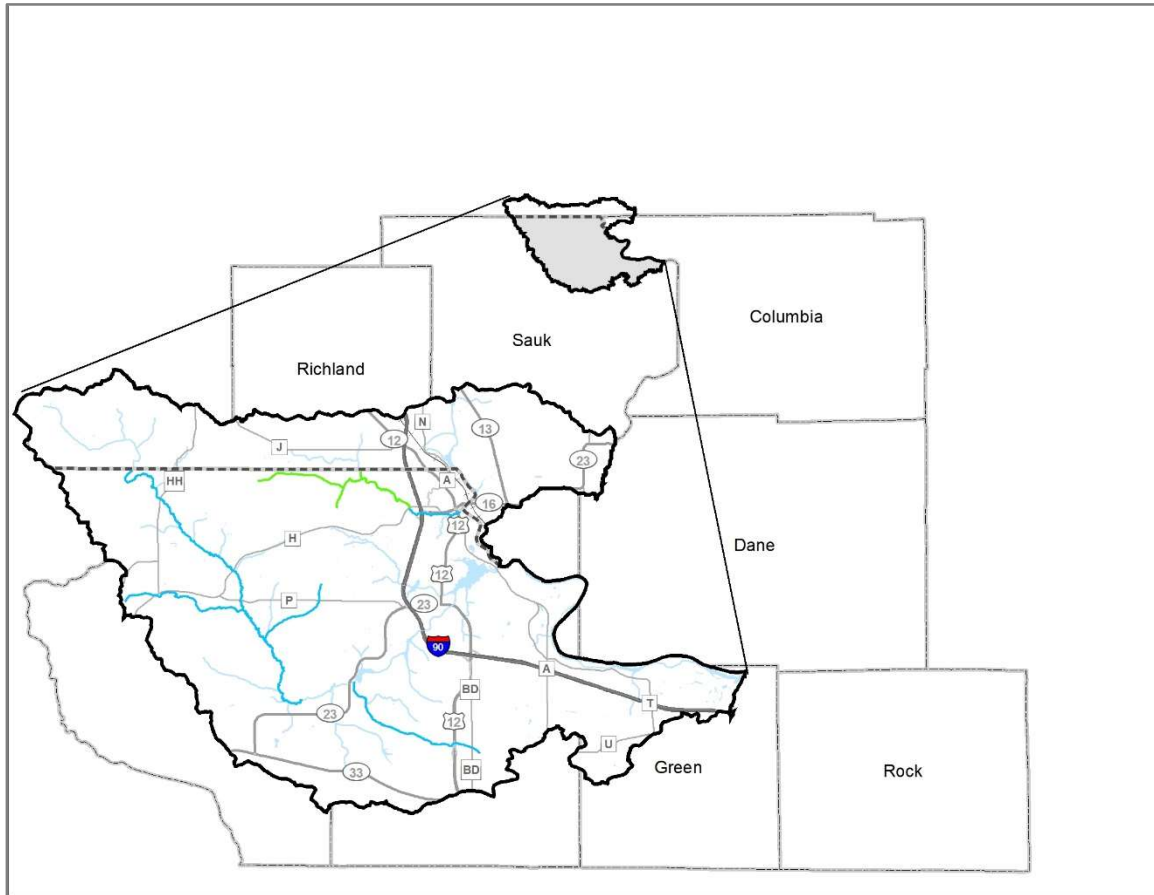 Columbia
Sauk
Richland
N
13
12
J
23
A
HH
16
12
H
Dane
12
P
23
90
A
BD
T
23
12
U
Green
33
BD
Rock